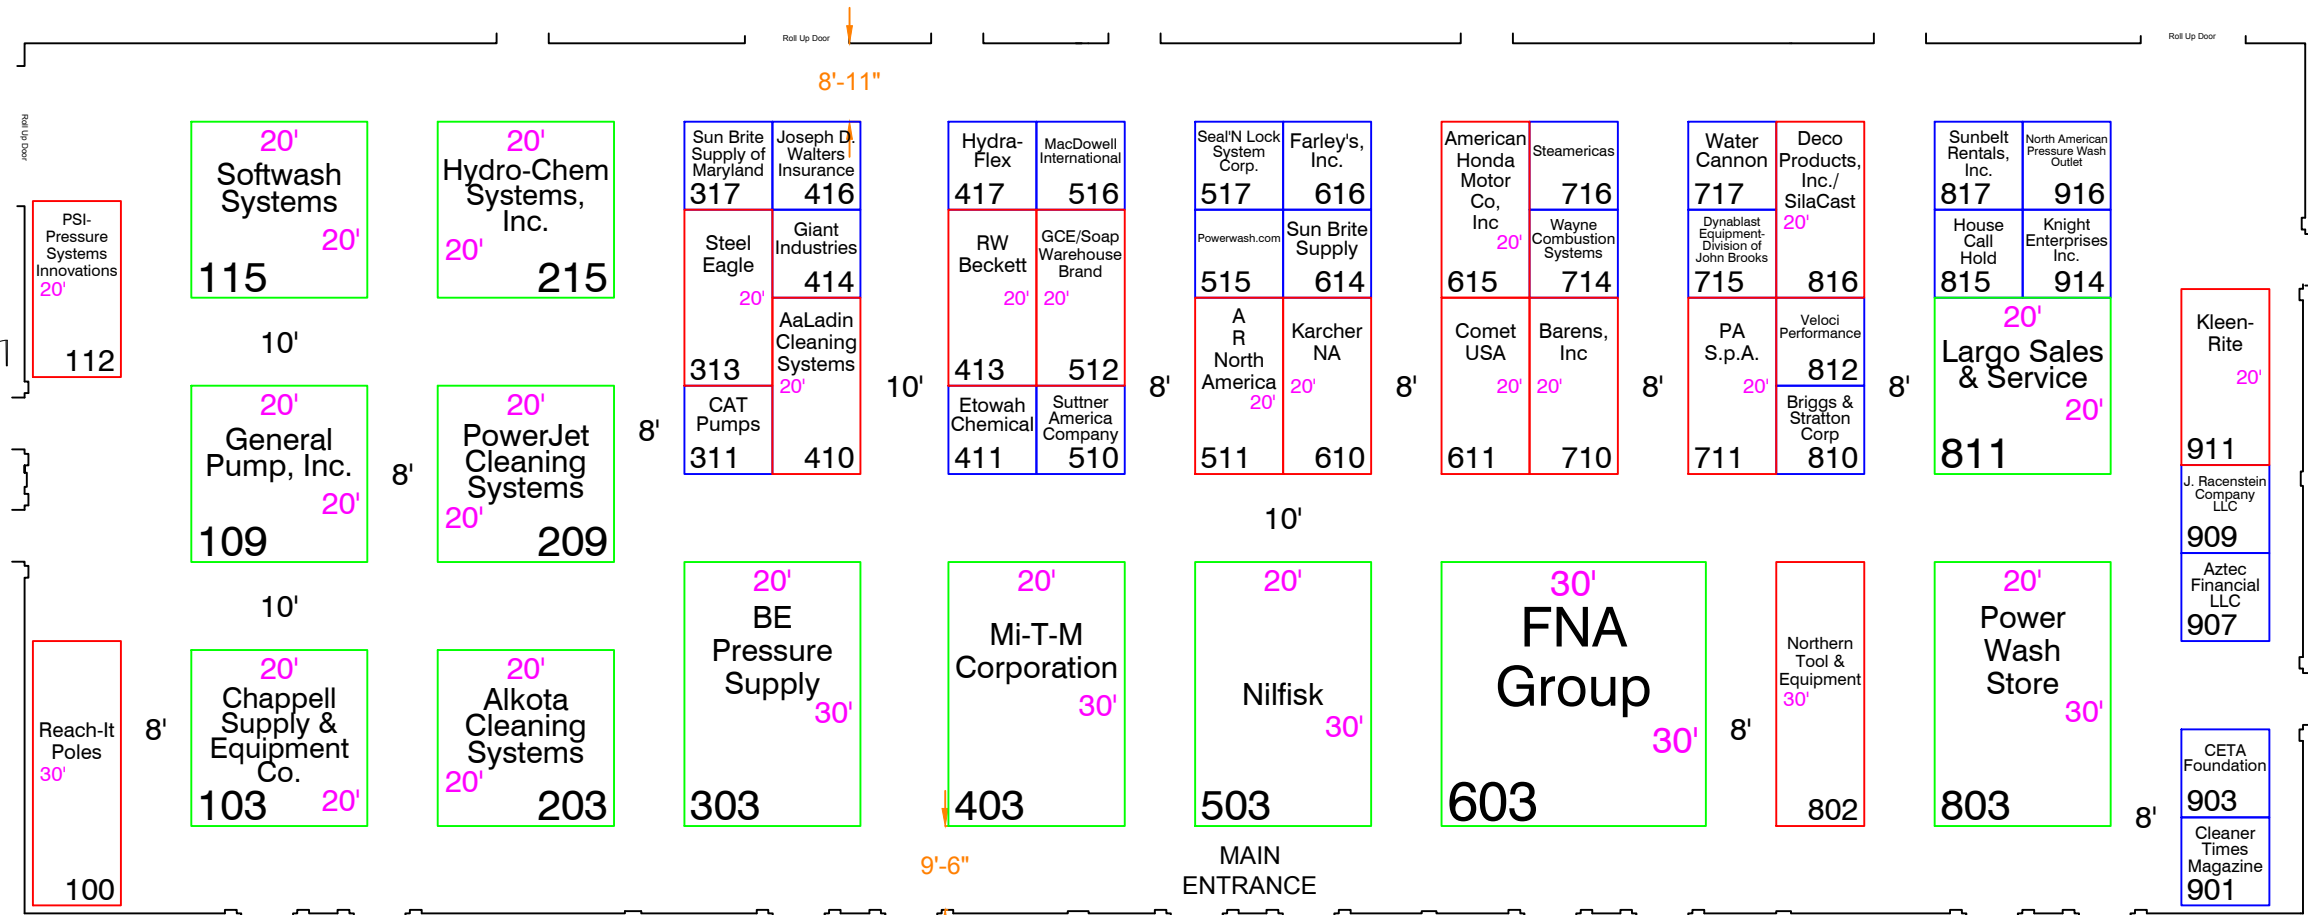 Roll Up Door
Roll Up Door
Roll Up Door
8'-11"
PSI-
Pressure
Systems
Innovations
20'
112
Reach-It
Poles
30'
100
20'
Softwash
Systems
20'
115
10'
20'
General
Pump, Inc.
20'
109
10'
20'
Chappell
Supply &
Equipment
Co.
20'
103
8'
8'
20'
Hydro-Chem
Systems,
Inc.
20'
215
20'
PowerJet
Cleaning
Systems
20'
209
20'
Alkota
Cleaning
Systems
20'
203
8'
Sun Brite
Supply of
Maryland
317
Joseph D.
Walters
Insurance
416
Steel
Eagle
20'
313
Giant
Industries
414
AaLadin
Cleaning
Systems
20'
410
CAT
Pumps
311
20'
BE
Pressure
Supply
30'
303
10'
Hydra-
Flex
417
MacDowell
International
516
RW
Beckett
20'
413
GCE/Soap
Warehouse
Brand
20'
512
Etowah
Chemical
411
Suttner
America
Company
510
20'
Mi-T-M
Corporation
30'
403
9'-6"
8'
Seal'N Lock
System
Corp.
517
Farley's,
Inc.
616
Powerwash.com
515
Sun Brite
Supply
614
A
R
North
America
20'
511
Karcher
NA
20'
610
10'
20'
Nilfisk
30'
503
MAIN
ENTRANCE
8'
American
Honda
Motor
Co,
Inc
20'
615
Steamericas
716
Wayne
Combustion
Systems
714
Comet
USA
20'
611
Barens,
Inc
20'
710
30'
FNA
Group
30'
603
8'
8'
Water
Cannon
717
Deco
Products,
Inc./
SilaCast
20'
816
Dynablast
Equipment-
Division of
John Brooks
715
PA
S.p.A.
20'
711
Veloci
Performance
812
Briggs &
Stratton
Corp
810
Northern
Tool &
Equipment
30'
802
8'
Sunbelt
Rentals,
Inc.
817
North American
Pressure Wash
Outlet
916
House
Call
Hold
815
Knight
Enterprises
Inc.
914
20'
Largo Sales
& Service
20'
811
20'
Power
Wash
Store
30'
803
8'
Kleen-
Rite
20'
911
J. Racenstein
Company
LLC
909
Aztec
Financial
LLC
907
CETA
Foundation
903
Cleaner
Times
Magazine
901